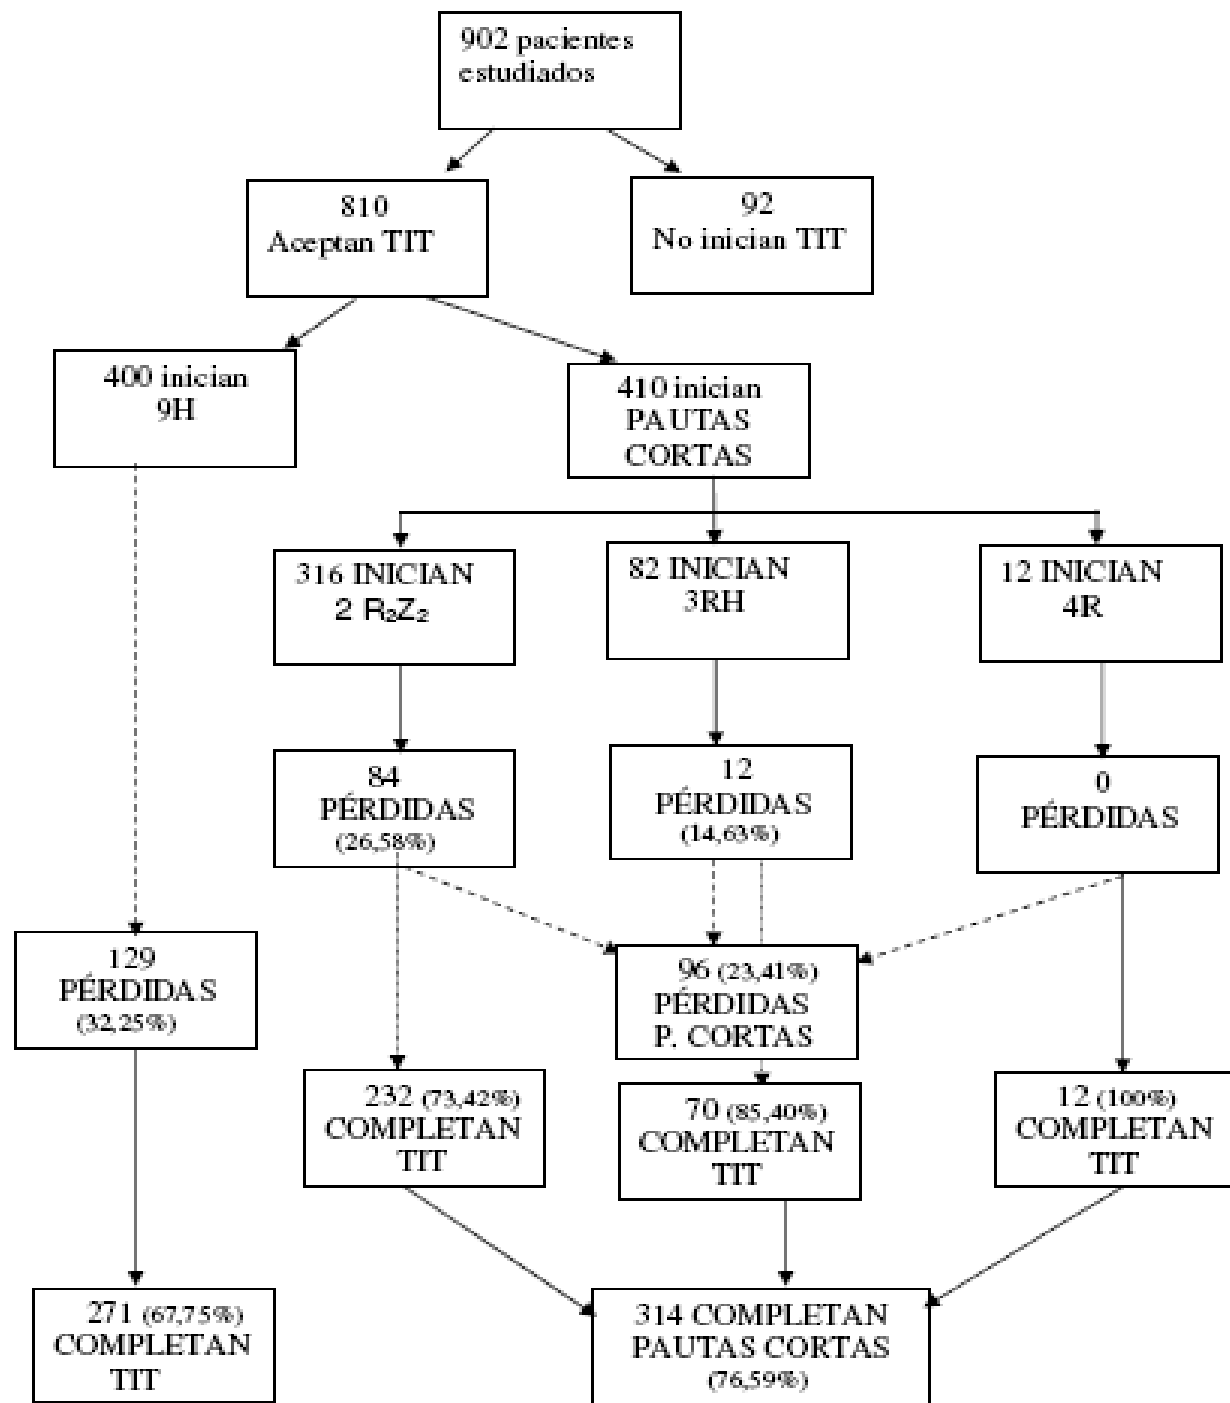 902 pacientes
estudiados
810
Aceptan TIT
92
No inician TIT
400 inician
9H
410 inician
PAUTAS
CORTAS
316 INICIAN
2 R₂Z₂
82 INICIAN
3RH
12 INICIAN
4R
84
PÉRDIDAS
(26,58%)
12
PÉRDIDAS
(14,63%)
0
PÉRDIDAS
129
PÉRDIDAS
(32,25%)
96 (23,41%)
PÉRDIDAS
P. CORTAS
232 (73,42%)
COMPLETAN
TIT
70 (85,40%)
COMPLETAN
TIT
12 (100%)
COMPLETAN
TIT
271 (67,75%)
COMPLETAN
TIT
314 COMPLETAN
PAUTAS CORTAS
(76,59%)